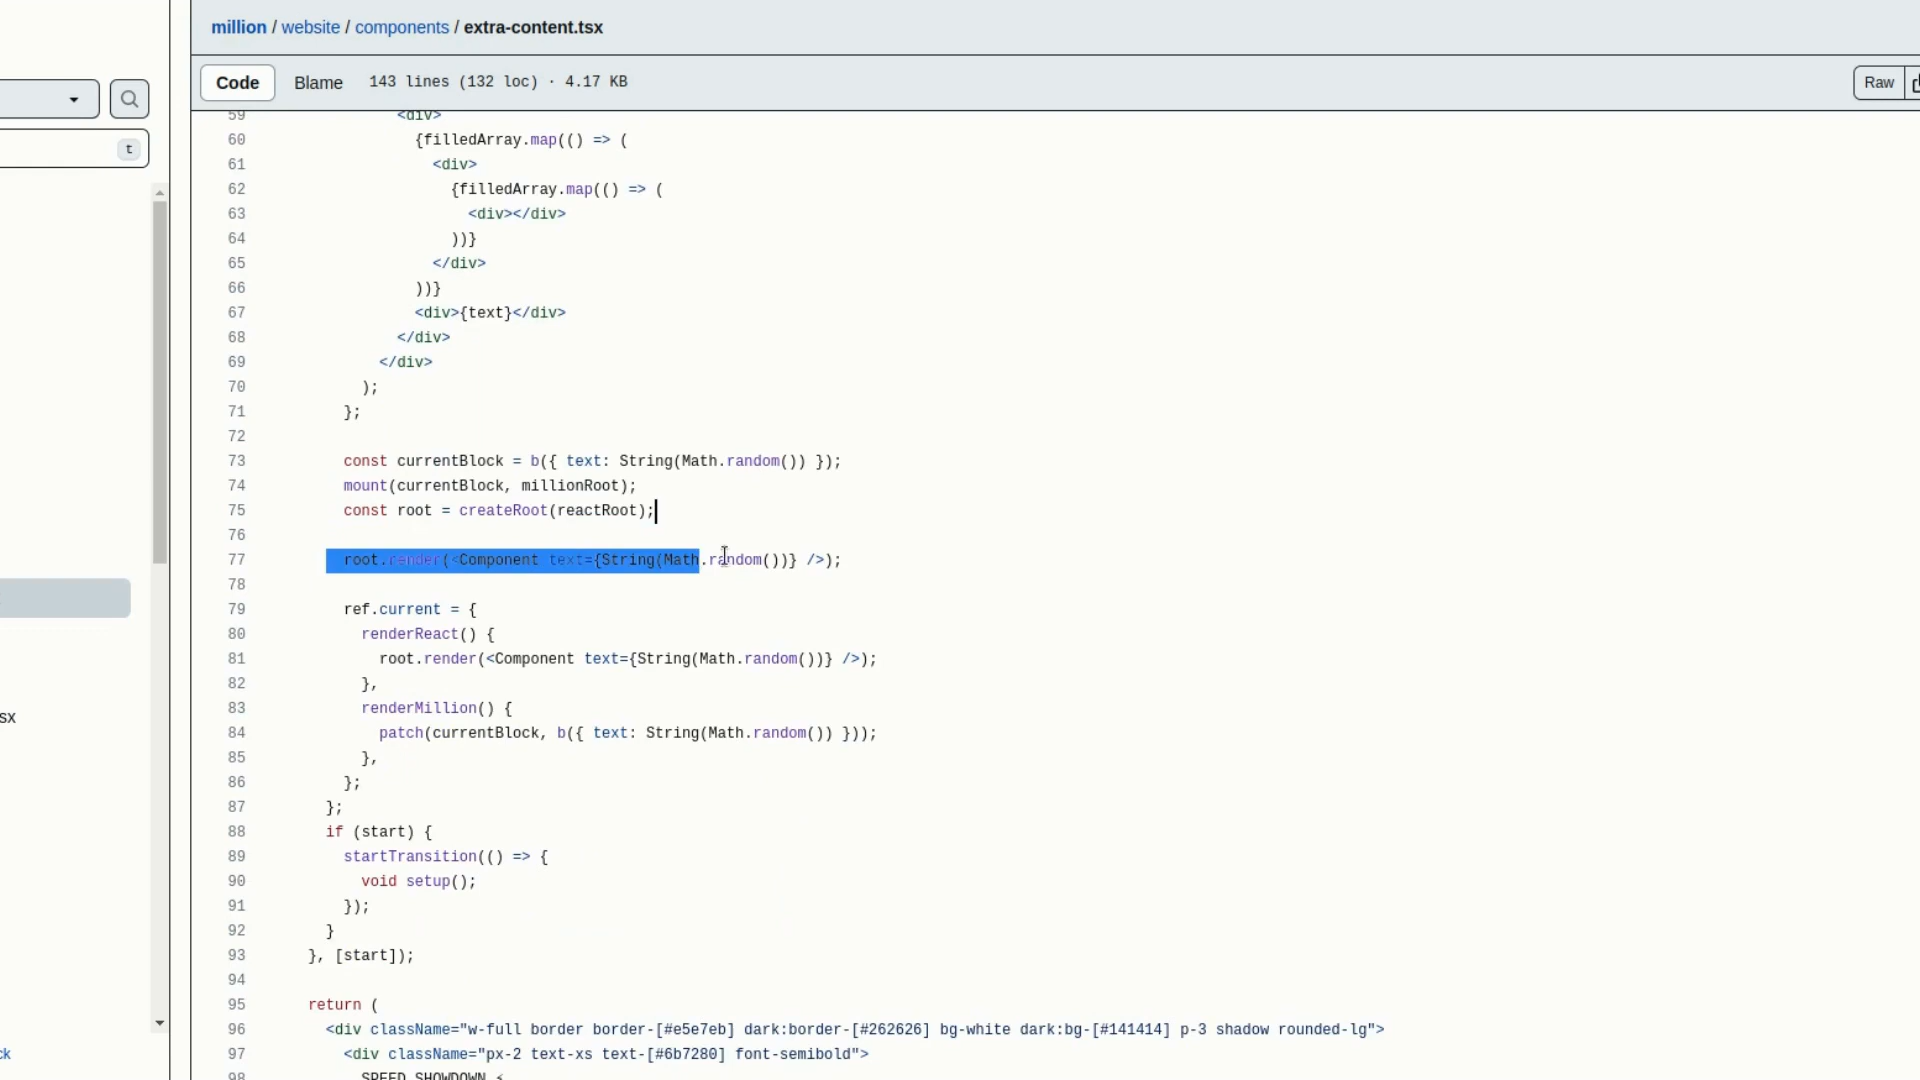 million / website / components / extra-content.tsx
Code Blame 143 lines (132 loc) · 4.17 KB Raw
t
59 <div>
60 {filledArray.map(() => (
61 <div>
62 {filledArray.map(() => (
63 <div></div>
64 ))}
65 </div>
66 ))}
67 <div>{text}</div>
68 </div>
69 </div>
70 );
71 };
72
73 const currentBlock = b({ text: String(Math.random()) });
74 mount(currentBlock, millionRoot);
75 const root = createRoot(reactRoot);
76
77 root.render(<Component text={String(Math.random())} />);
78
79 ref.current = {
80 renderReact() {
81 root.render(<Component text={String(Math.random())} />);
82 },
83 renderMillion() {
84 patch(currentBlock, b({ text: String(Math.random()) }));
85 },
86 };
87 };
88 if (start) {
89 startTransition(() => {
90 void setup();
91 });
92 }
93 }, [start]);
94
95 return (
96 <div className="w-full border border-[#e5e7eb] dark:border-[#262626] bg-white dark:bg-[#141414] p-3 shadow rounded-lg">
97 <div className="px-2 text-xs text-[#6b7280] font-semibold">
98 SPEED SHOWDOWN ⚡
sx
ck